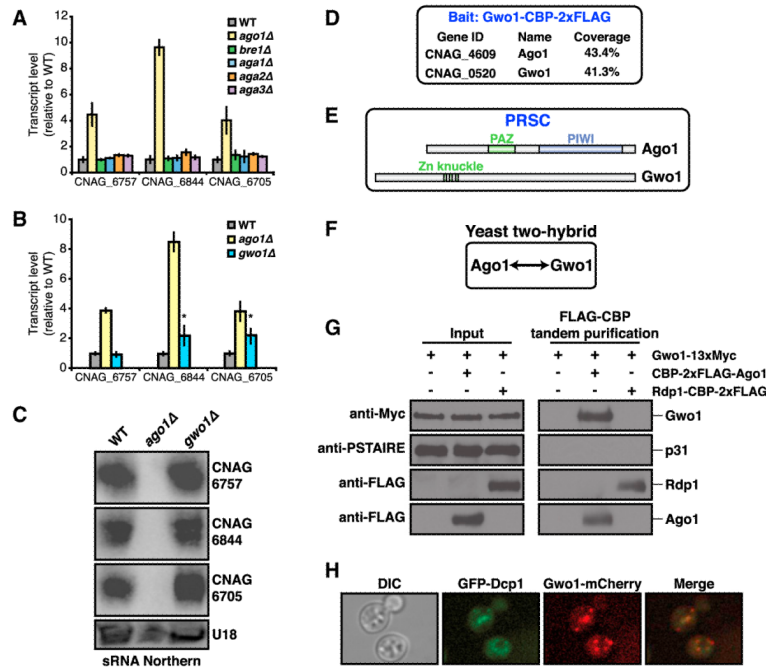 A
Transcript level
(relative to WT)
12
10
8
6
4
2
0
WT
ago1Δ
bre1Δ
aga1Δ
aga2Δ
aga3Δ
CNAG_6757 CNAG_6844 CNAG_6705
B
Transcript level
(relative to WT)
10
8
6
4
2
0
WT
ago1Δ
gwo1Δ
* *
CNAG_6757 CNAG_6844 CNAG_6705
C
WT ago1Δ gwo1Δ
CNAG
6757
CNAG
6844
CNAG
6705
U18
sRNA Northern
D
Bait: Gwo1-CBP-2xFLAG
Gene ID Name Coverage
CNAG_4609 Ago1 43.4%
CNAG_0520 Gwo1 41.3%
E
PRSC
PAZ PIWI
Ago1
Zn knuckle
Gwo1
F
Yeast two-hybrid
Ago1 Gwo1
G
Input
FLAG-CBP
tandem purification
+ + + + + + Gwo1-13xMyc
- + - - + - CBP-2xFLAG-Ago1
- - + - - + Rdp1-CBP-2xFLAG
anti-Myc Gwo1
anti-PSTAIRE p31
anti-FLAG Rdp1
anti-FLAG Ago1
H
DIC GFP-Dcp1 Gwo1-mCherry Merge